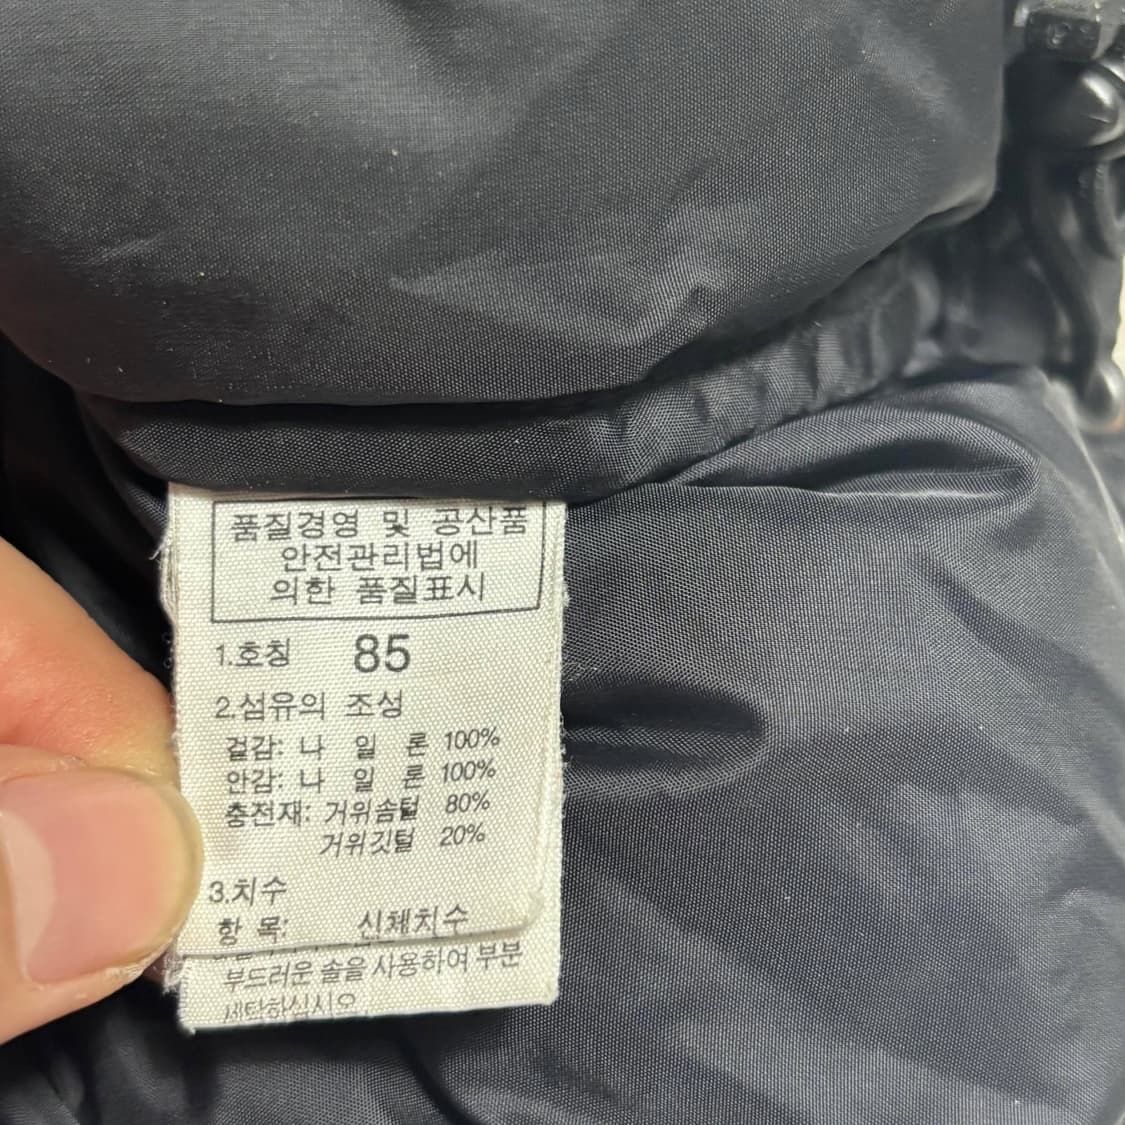 품질경영 및 공산품
안전관리법에
의한 품질표시
1.호칭 85
2.섬유의 조성
겉감: 나 일 론 100%
안감: 나 일 론 100%
충전재: 거위솜털 80%
거위깃털 20%
3.치수
항 목: 신체치수
부드러운 솔을 사용하여 부분
세탁하십시오